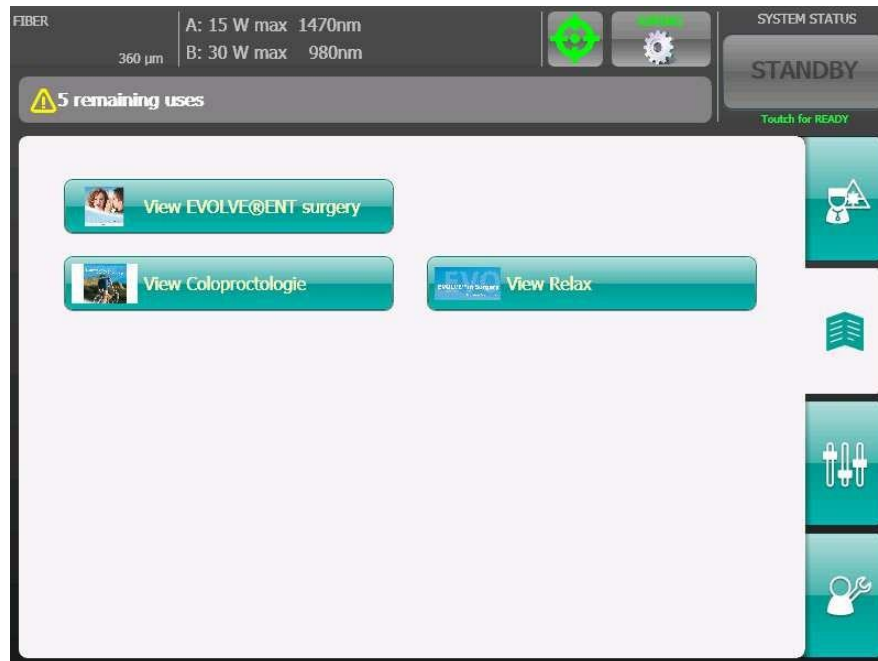 FIBER
360 µm
A: 15 W max 1470nm
B: 30 W max 980nm
SYSTEM STATUS
STANDBY
Toutch for READY
5 remaining uses
View EVOLVE®ENT surgery
View Coloproctologie
EVO
View Relax